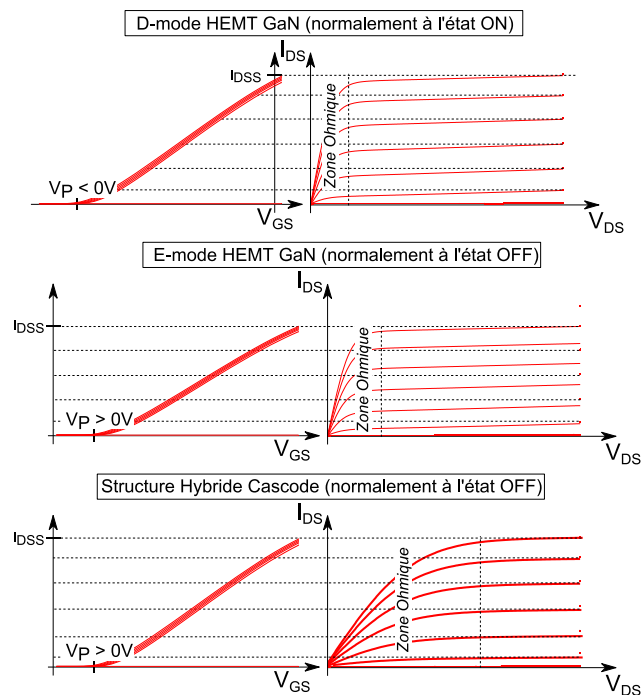 D-mode HEMT GaN (normalement à l'état ON)
IDS
IDSS
Zone Ohmique
VP < 0V
VGS
VDS
E-mode HEMT GaN (normalement à l'état OFF)
IDS
IDSS
Zone Ohmique
VP > 0V
VGS
VDS
Structure Hybride Cascode (normalement à l'état OFF)
IDS
IDSS
Zone Ohmique
VP > 0V
VGS
VDS